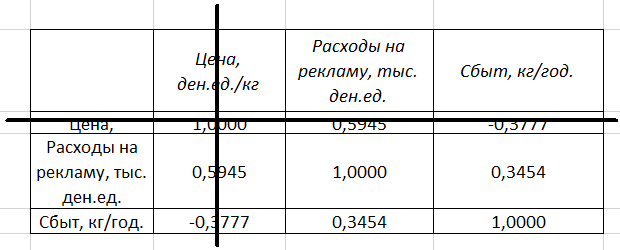 Цена,
ден.ед./кг
Расходы на
рекламу, тыс.
ден.ед.
Сбыт, кг/год.
Цена, 1,0000 0,5945 -0,3777
Расходы на
рекламу, тыс.
ден.ед.
0,5945 1,0000 0,3454
Сбыт, кг/год. -0,3777 0,3454 1,0000